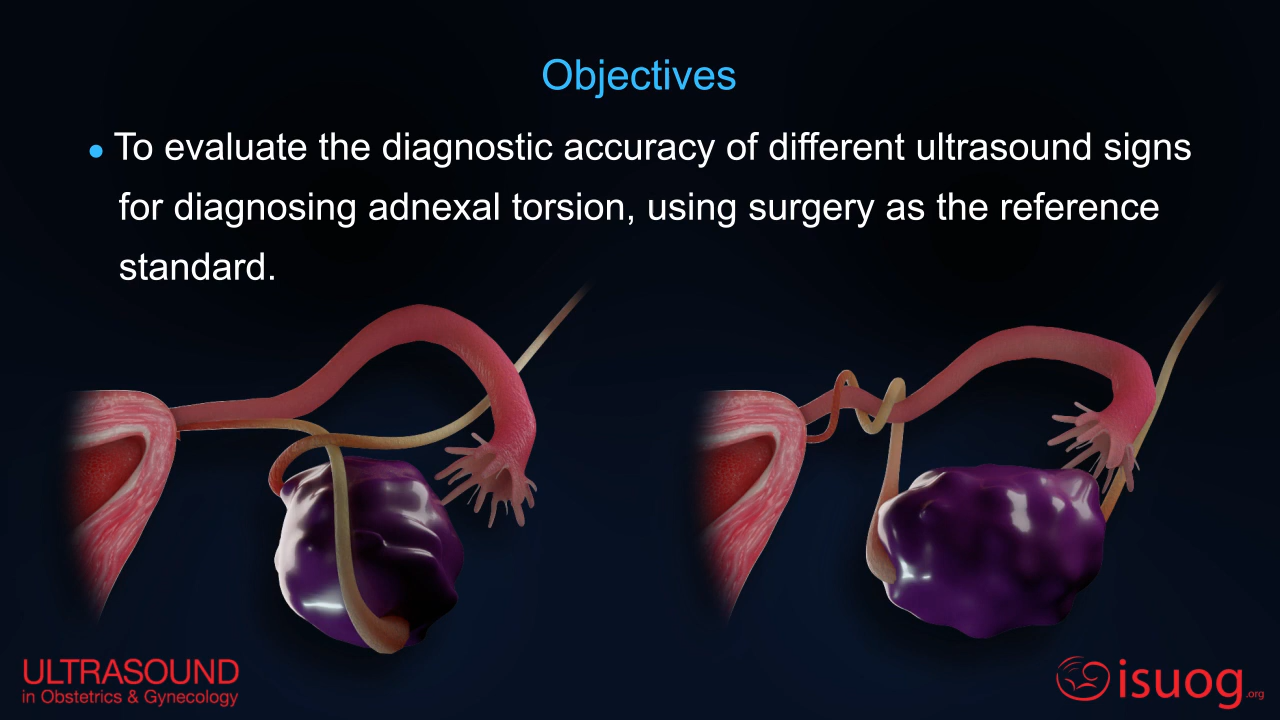 Objectives
• To evaluate the diagnostic accuracy of different ultrasound signs
for diagnosing adnexal torsion, using surgery as the reference
standard.
ULTRASOUND
in Obstetrics & Gynecology
isuog.org